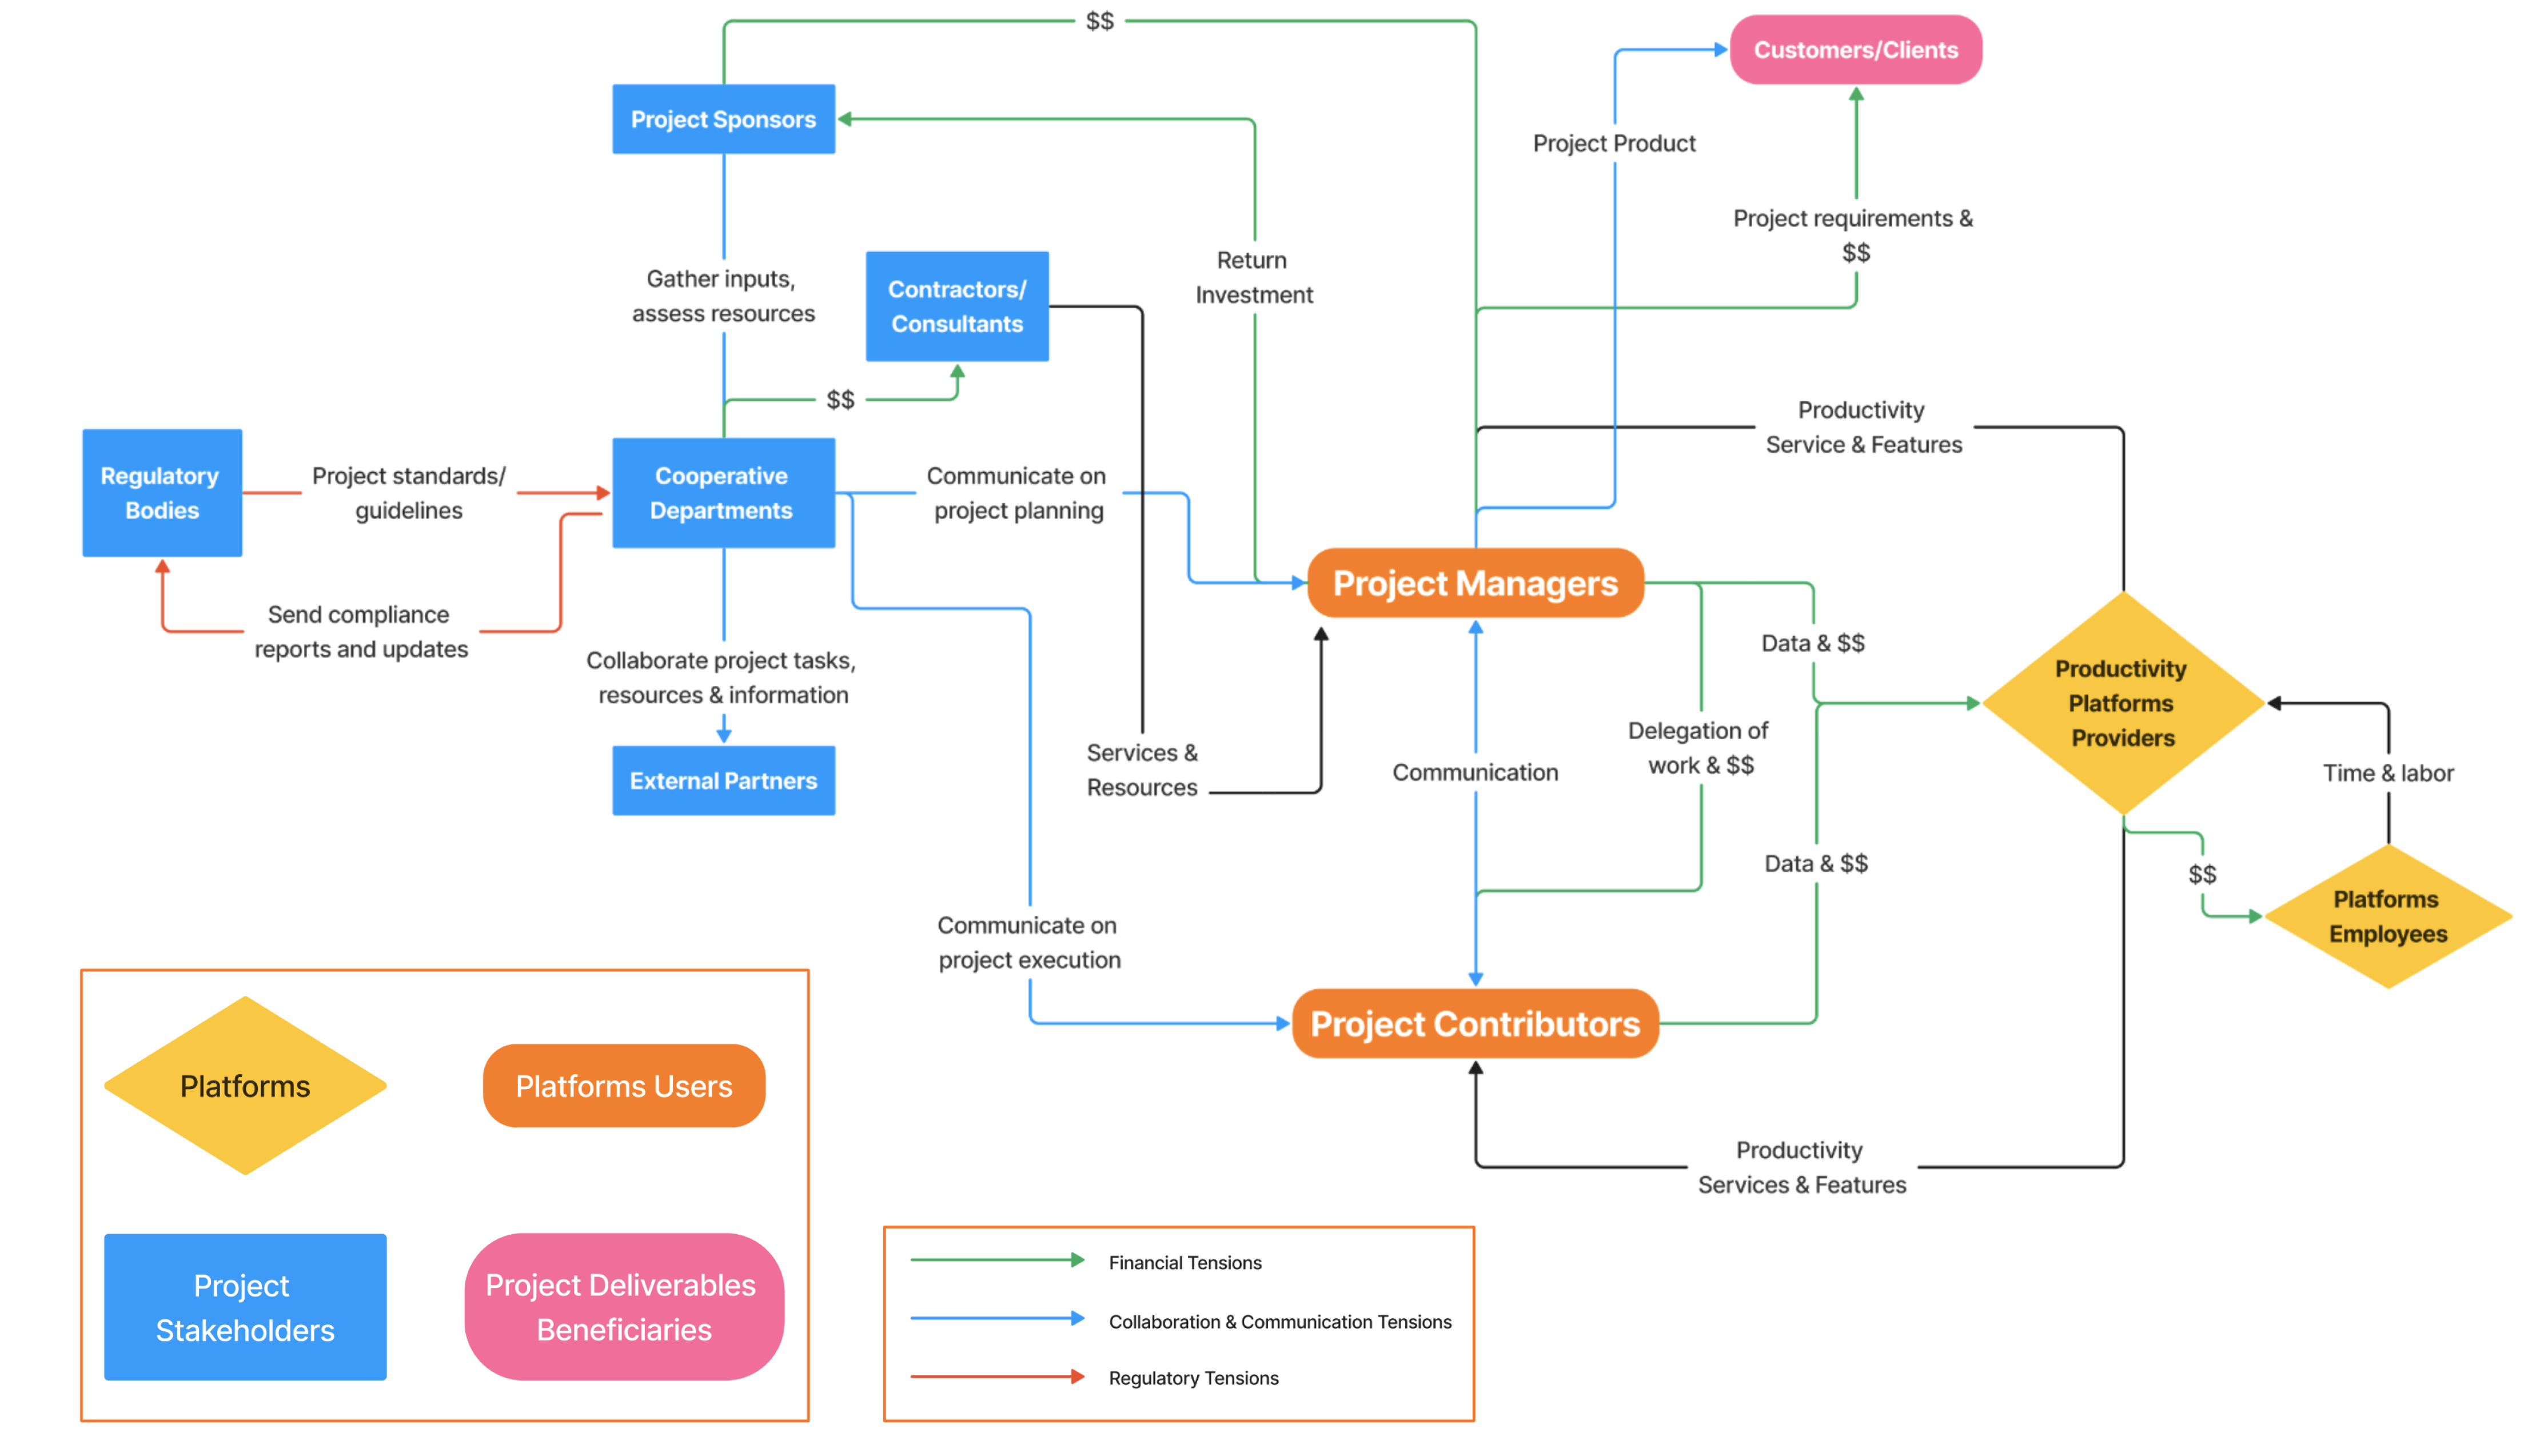 $$
Customers/Clients
Project Sponsors
Project Product
Project requirements &
$$
Gather inputs,
assess resources
Contractors/
Consultants
Return
Investment
$$
Productivity
Service & Features
Regulatory
Bodies
Project standards/
guidelines
Cooperative
Departments
Communicate on
project planning
Project Managers
Send compliance
reports and updates
Collaborate project tasks,
resources & information
Data & $$
Productivity
Platforms
Providers
Delegation of
work & $$
Services &
Resources
Communication
Time & labor
External Partners
Data & $$
$$
Platforms
Employees
Communicate on
project execution
Project Contributors
Platforms
Platforms Users
Productivity
Services & Features
Project
Stakeholders
Project Deliverables
Beneficiaries
Financial Tensions
Collaboration & Communication Tensions
Regulatory Tensions